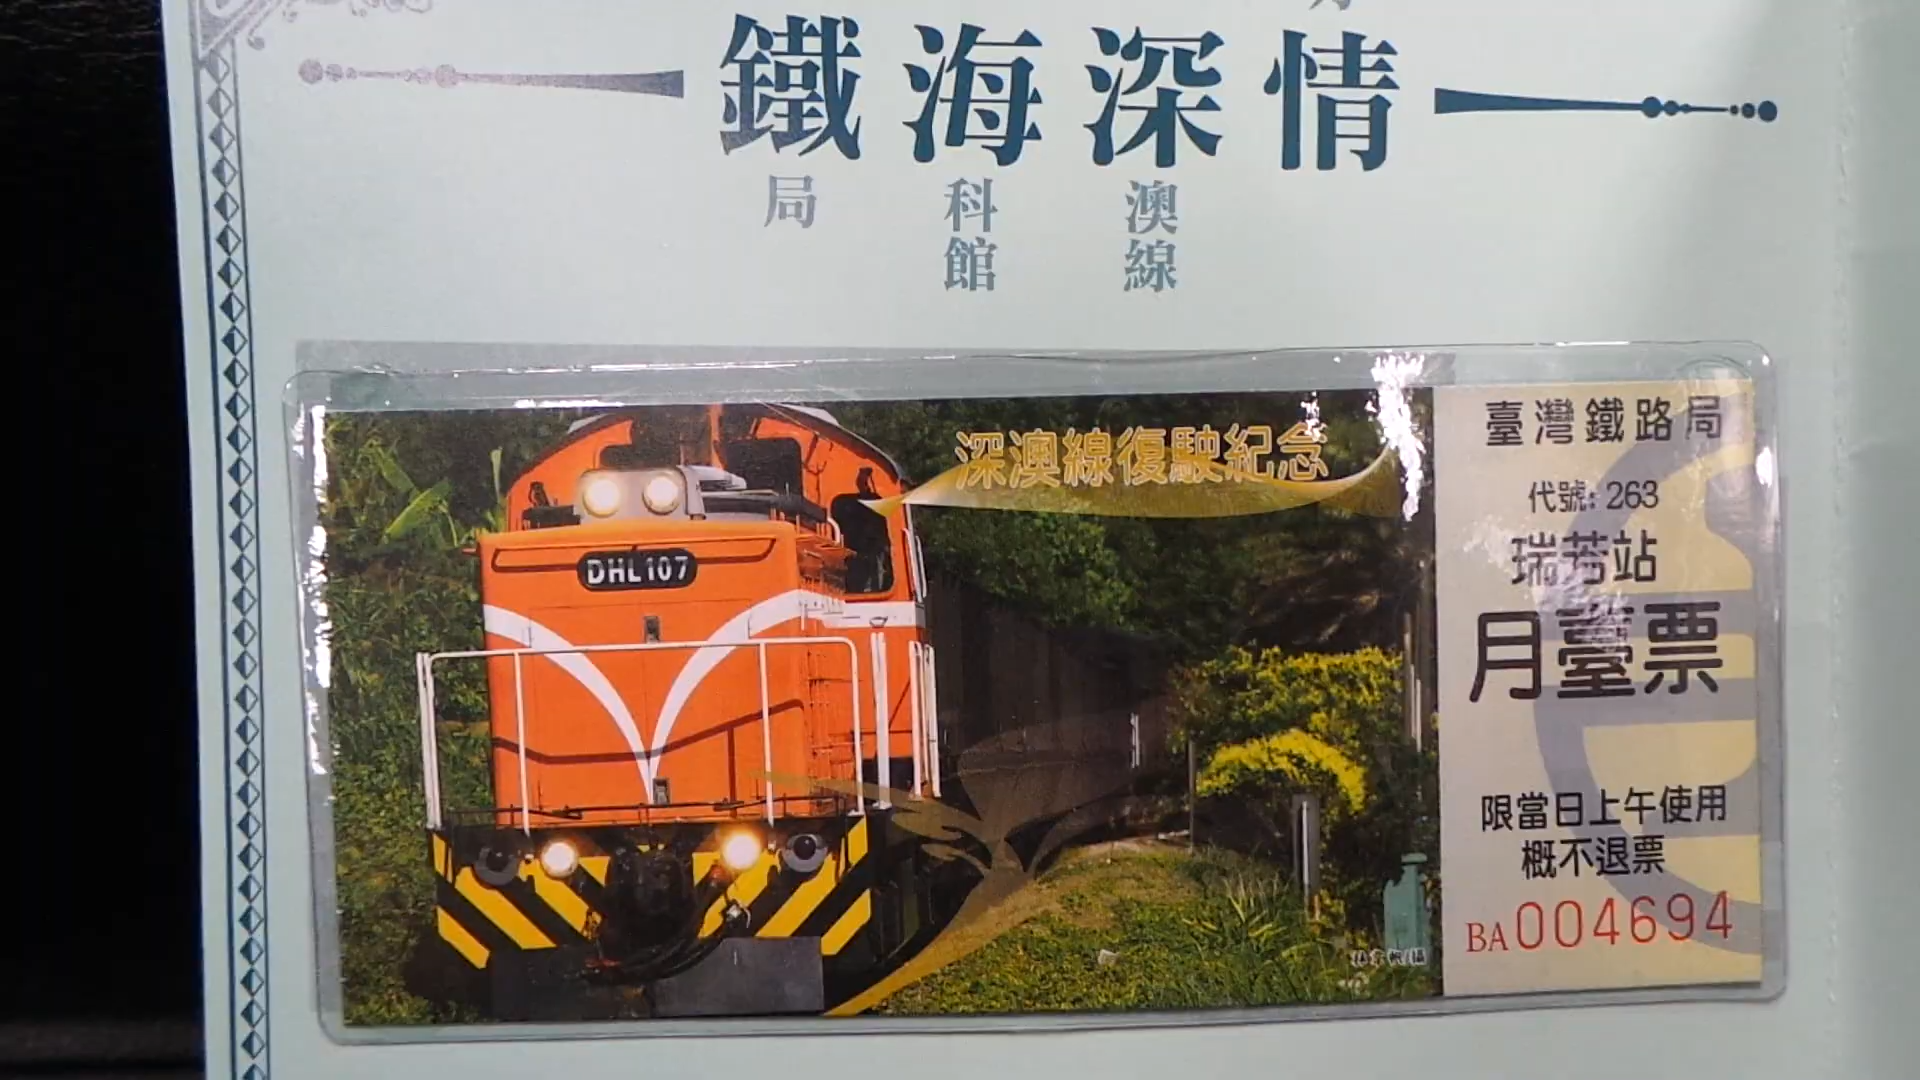 鐵海深情
局
科館
澳線
深澳線復駛紀念
DHL107
臺灣鐵路局
代號: 263
瑞芳站
月臺票
限當日上午使用
概不退票
BA004694